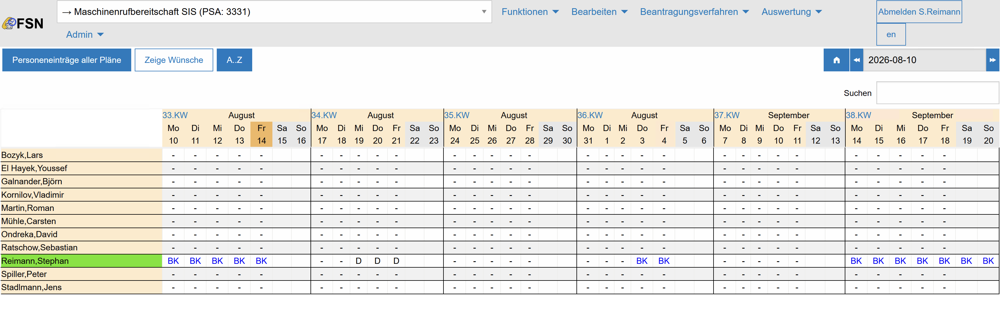 FSN
→ Maschinenrufbereitschaft SIS (PSA: 3331) Funktionen Bearbeiten Beantragungsverfahren Auswertung Abmelden S.Reimann
Admin en
Personeneinträge aller Pläne Zeige Wünsche A..Z 2026-08-10
Suchen
33.KW August 34.KW August 35.KW August 36.KW August 37.KW September 38.KW September
Mo Di Mi Do Fr Sa So Mo Di Mi Do Fr Sa So Mo Di Mi Do Fr Sa So Mo Di Mi Do Fr Sa So Mo Di Mi Do Fr Sa So Mo Di Mi Do Fr Sa So
10 11 12 13 14 15 16 17 18 19 20 21 22 23 24 25 26 27 28 29 30 31 1 2 3 4 5 6 7 8 9 10 11 12 13 14 15 16 17 18 19 20
Bozyk,Lars - - - - - - - - - - - - - - - - - - - - - - - - - - - - - -
El Hayek,Youssef - - - - - - - - - - - - - - - - - - - - - - - - - - - - - -
Galnander,Björn - - - - - - - - - - - - - - - - - - - - - - - - - - - - - -
Kornilov,Vladimir - - - - - - - - - - - - - - - - - - - - - - - - - - - - - -
Martin,Roman - - - - - - - - - - - - - - - - - - - - - - - - - - - - - -
Mühle,Carsten - - - - - - - - - - - - - - - - - - - - - - - - - - - - - -
Ondreka,David - - - - - - - - - - - - - - - - - - - - - - - - - - - - - -
Ratschow,Sebastian - - - - - - - - - - - - - - - - - - - - - - - - - - - - - -
Reimann,Stephan BK BK BK BK BK - - D D D - - - - - - - - BK BK - - - - - BK BK BK BK BK BK BK
Spiller,Peter - - - - - - - - - - - - - - - - - - - - - - - - - - - - - -
Stadlmann,Jens - - - - - - - - - - - - - - - - - - - - - - - - - - - - - -